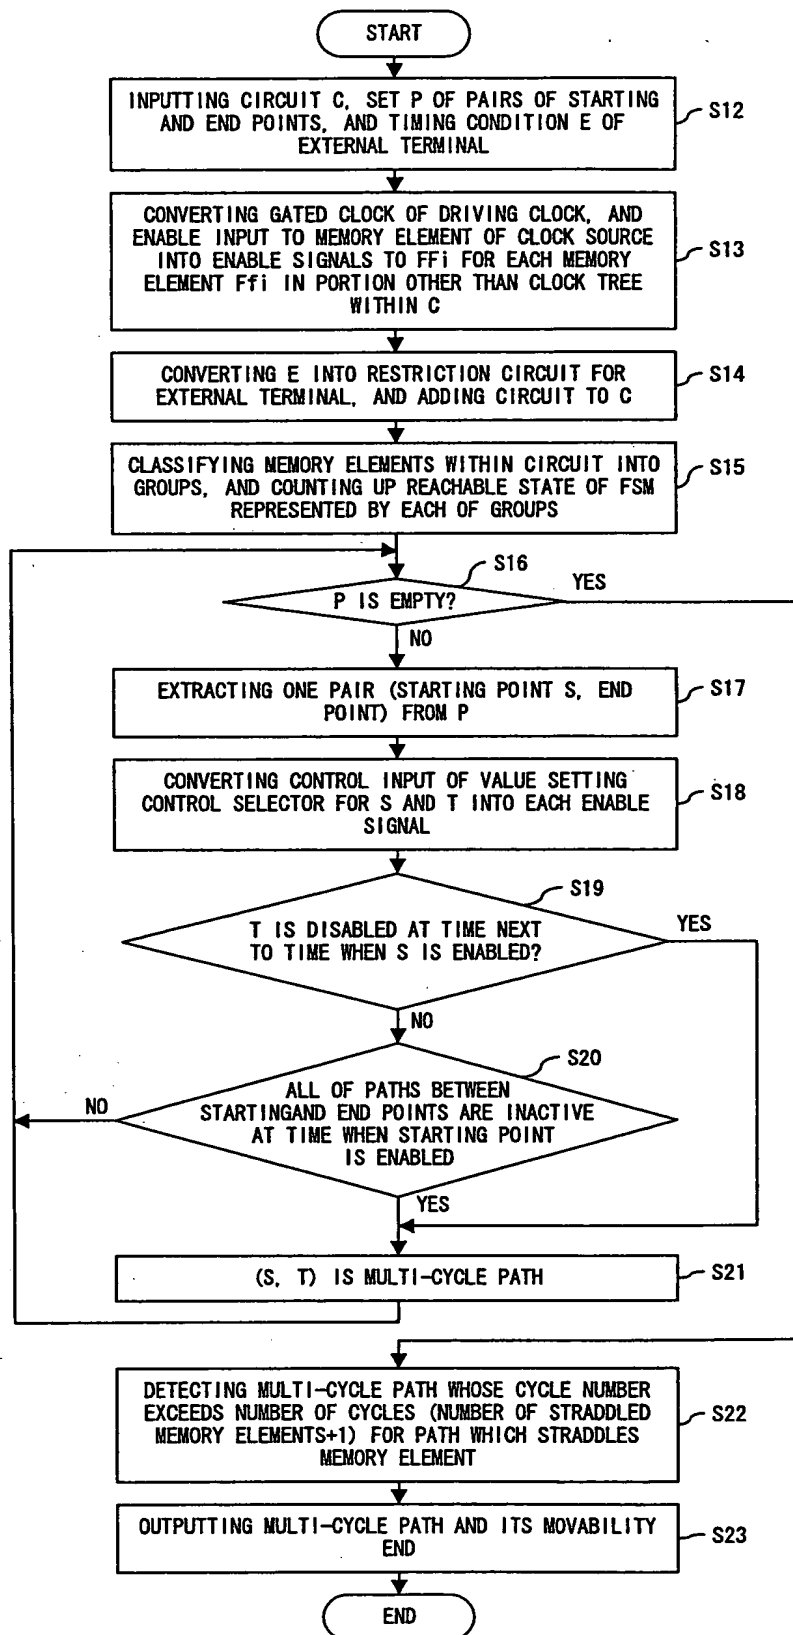 START
INPUTTING CIRCUIT C, SET P OF PAIRS OF STARTING
AND END POINTS, AND TIMING CONDITION E OF
EXTERNAL TERMINAL
S12
CONVERTING GATED CLOCK OF DRIVING CLOCK, AND
ENABLE INPUT TO MEMORY ELEMENT OF CLOCK SOURCE
INTO ENABLE SIGNALS TO FFi FOR EACH MEMORY
ELEMENT Ffi IN PORTION OTHER THAN CLOCK TREE
WITHIN C
S13
CONVERTING E INTO RESTRICTION CIRCUIT FOR
EXTERNAL TERMINAL, AND ADDING CIRCUIT TO C
S14
CLASSIFYING MEMORY ELEMENTS WITHIN CIRCUIT INTO
GROUPS, AND COUNTING UP REACHABLE STATE OF FSM
REPRESENTED BY EACH OF GROUPS
S15
S16
P IS EMPTY?
YES
NO
EXTRACTING ONE PAIR (STARTING POINT S, END
POINT) FROM P
S17
CONVERTING CONTROL INPUT OF VALUE SETTING
CONTROL SELECTOR FOR S AND T INTO EACH ENABLE
SIGNAL
S18
S19
T IS DISABLED AT TIME NEXT
TO TIME WHEN S IS ENABLED?
YES
NO
S20
ALL OF PATHS BETWEEN
STARTINGAND END POINTS ARE INACTIVE
AT TIME WHEN STARTING POINT
IS ENABLED
NO
YES
(S, T) IS MULTI-CYCLE PATH
S21
DETECTING MULTI-CYCLE PATH WHOSE CYCLE NUMBER
EXCEEDS NUMBER OF CYCLES (NUMBER OF STRADDLED
MEMORY ELEMENTS+1) FOR PATH WHICH STRADDLES
MEMORY ELEMENT
S22
OUTPUTTING MULTI-CYCLE PATH AND ITS MOVABILITY
END
S23
END